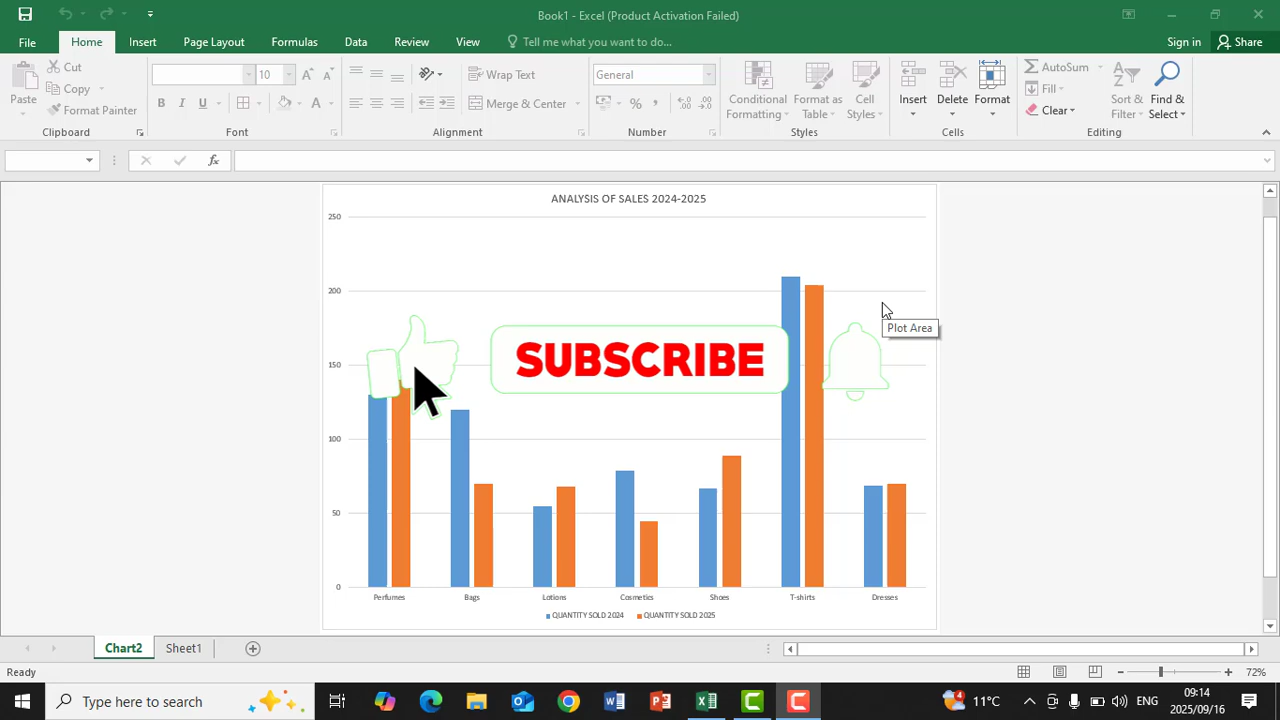 Book1 - Excel (Product Activation Failed)
File Home Insert Page Layout Formulas Data Review View Tell me what you want to do... Sign in Share
Paste
Cut
Copy
Format Painter
Clipboard
10
B I U A
Font
Wrap Text
Merge & Center
Alignment
General
%
Number
Conditional Formatting
Format as Table
Cell Styles
Styles
Insert Delete Format
Cells
AutoSum
Fill
Clear
Sort & Filter
Find & Select
Editing
fx
ANALYSIS OF SALES 2024-2025
250
200
150
100
50
0
Plot Area
SUBSCRIBE
Perfumes Bags Lotions Cosmetics Shoes T-shirts Dresses
QUANTITY SOLD 2024 QUANTITY SOLD 2025
Chart2 Sheet1
Ready
72%
Type here to search
4
11°C
ENG
09:14
2025/09/16